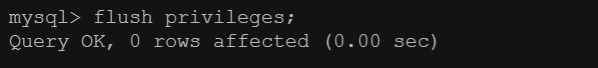 mysql> flush privileges;
Query OK, 0 rows affected (0.00 sec)